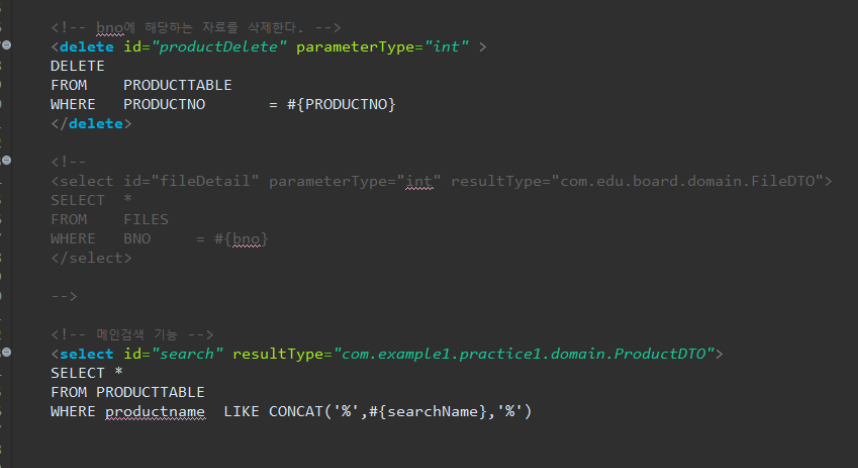 <!-- bno에 해당하는 자료를 삭제한다. -->
<delete id="productDelete" parameterType="int" >
DELETE
FROM    PRODUCTTABLE
WHERE   PRODUCTNO       = #{PRODUCTNO}
</delete>
<!--
<select id="fileDetail" parameterType="int" resultType="com.edu.board.domain.FileDTO">
SELECT  *
FROM    FILES
WHERE   BNO     = #{bno}
</select>
-->
<!-- 메인검색 기능 -->
<select id="search" resultType="com.example1.practice1.domain.ProductDTO">
SELECT *
FROM PRODUCTTABLE
WHERE productname  LIKE CONCAT('%',#{searchName},'%')